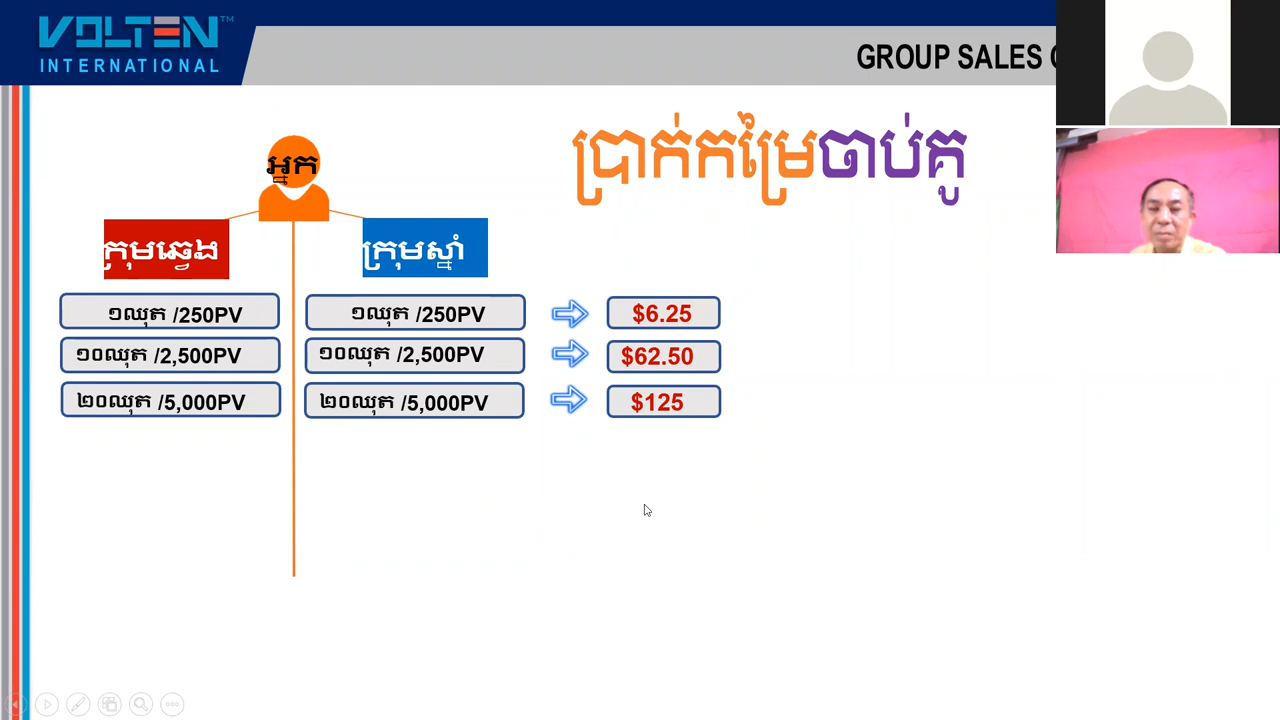 VOLTEN™
INTERNATIONAL
GROUP SALES
ប្រាក់កម្រៃចាប់គូ
អ្នក
ក្រុមឆ្វេង
ក្រុមស្តាំ
១ឈុត /250PV
១ឈុត /250PV
$6.25
១០ឈុត /2,500PV
១០ឈុត /2,500PV
$62.50
២០ឈុត /5,000PV
២០ឈុត /5,000PV
$125